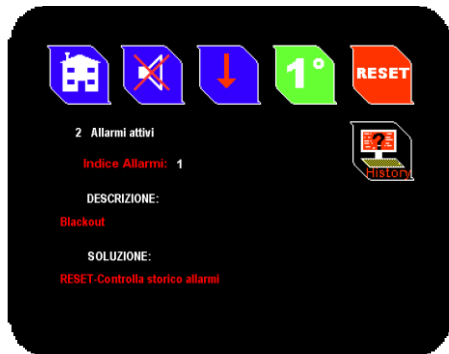 1°
RESET
2 Allarmi attivi
Indice Allarmi: 1
?
History
DESCRIZIONE:
Blackout
SOLUZIONE:
RESET-Controlla storico allarmi